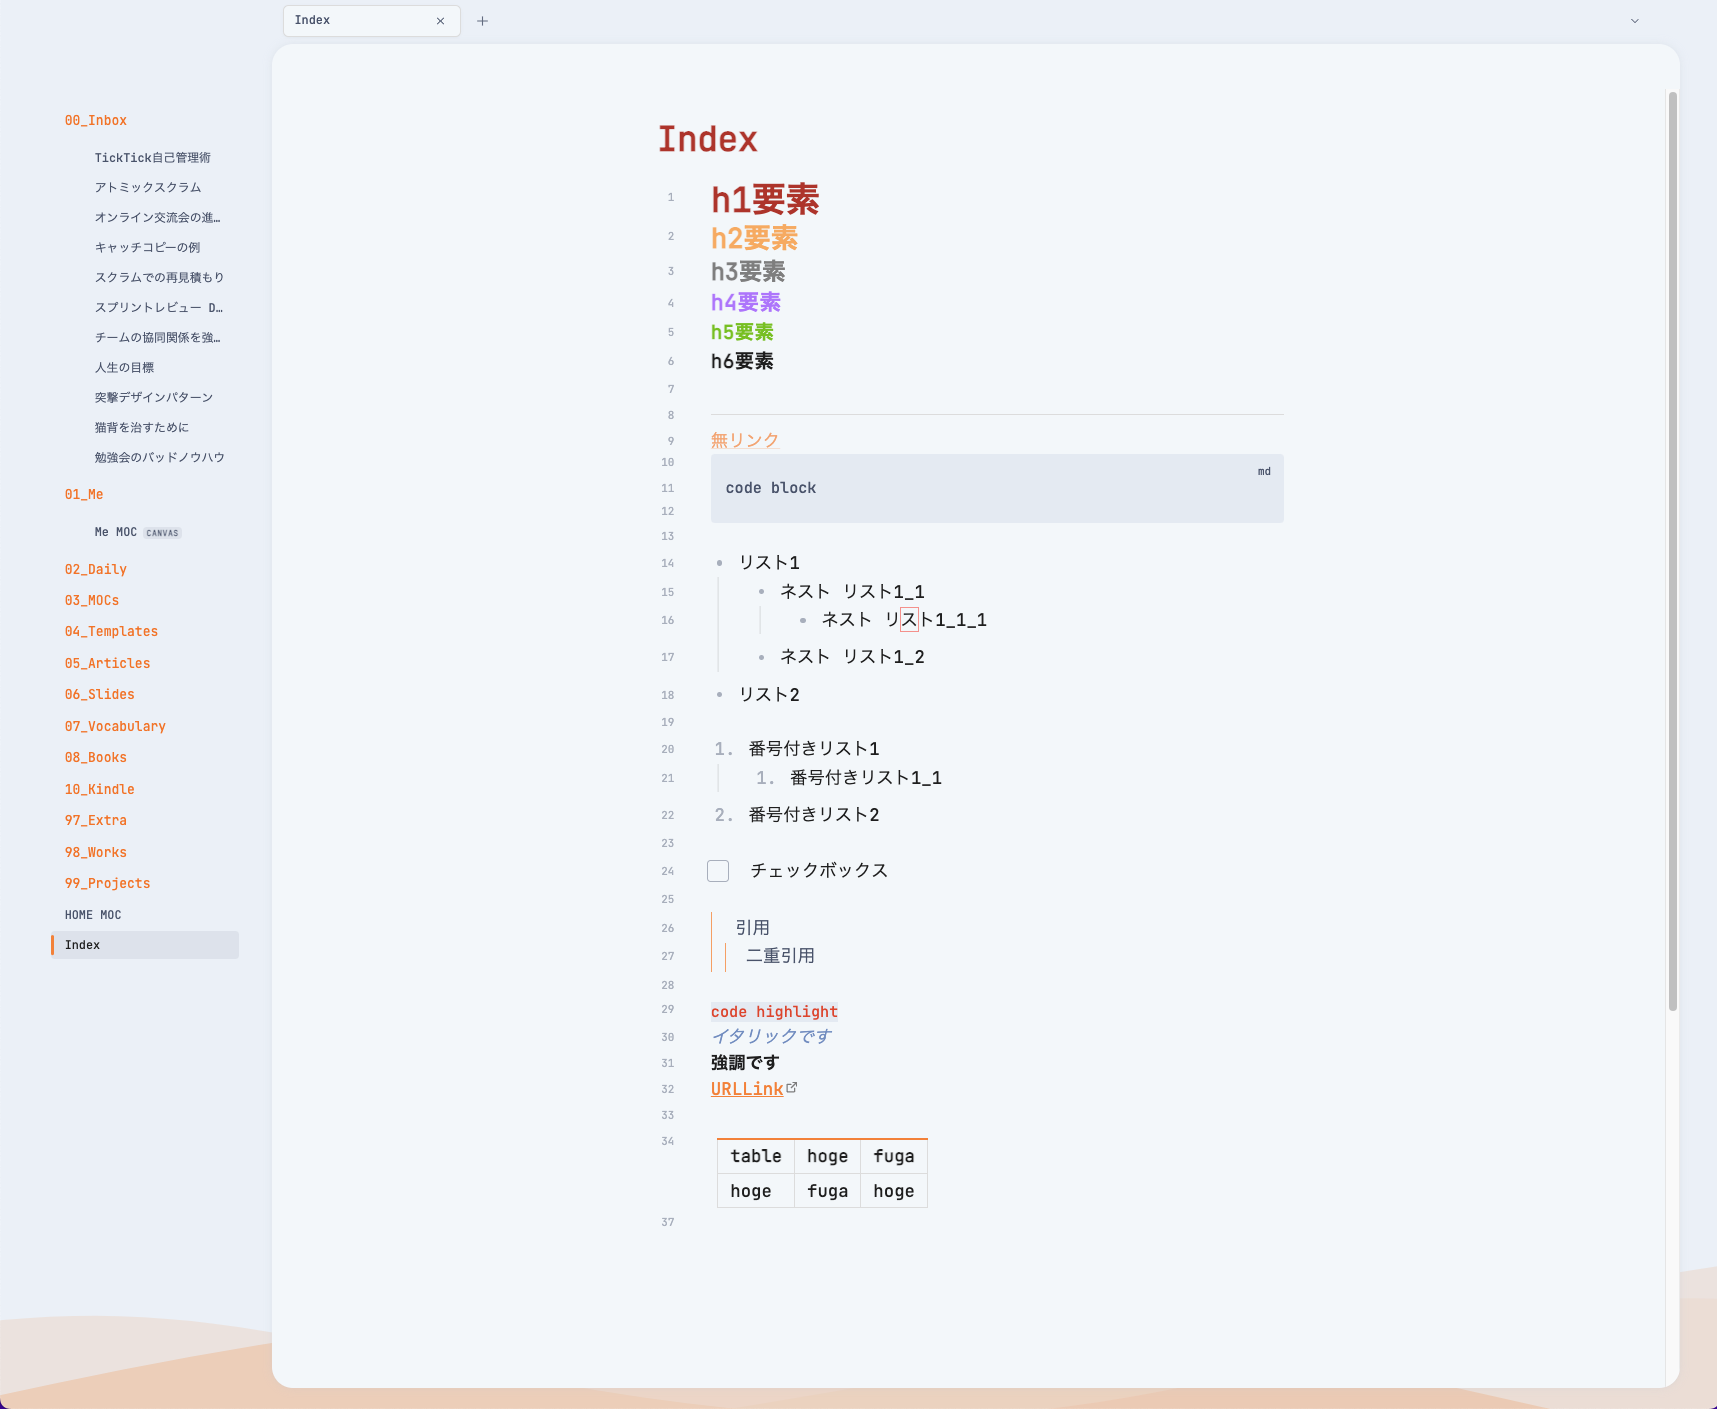 Index
00_Inbox
TickTick自己管理術
アトミックスクラム
オンライン交流会の進…
キャッチコピーの例
スクラムでの再見積もり
スプリントレビュー D…
チームの協同関係を強…
人生の目標
突撃デザインパターン
猫背を治すために
勉強会のバッドノウハウ
01_Me
Me MOC CANVAS
02_Daily
03_MOCs
04_Templates
05_Articles
06_Slides
07_Vocabulary
08_Books
10_Kindle
97_Extra
98_Works
99_Projects
HOME MOC
Index
Index
1 h1要素
2 h2要素
3 h3要素
4 h4要素
5 h5要素
6 h6要素
7
8
9 無リンク
10 md
11 code block
12
13
14 • リスト1
15 • ネスト リスト1_1
16 • ネスト リスト1_1_1
17 • ネスト リスト1_2
18 • リスト2
19
20 1. 番号付きリスト1
21 1. 番号付きリスト1_1
22 2. 番号付きリスト2
23
24 チェックボックス
25
26 引用
27 二重引用
28
29 code highlight
30 イタリックです
31 強調です
32 URLLink
33
34 table hoge fuga
hoge fuga hoge
37